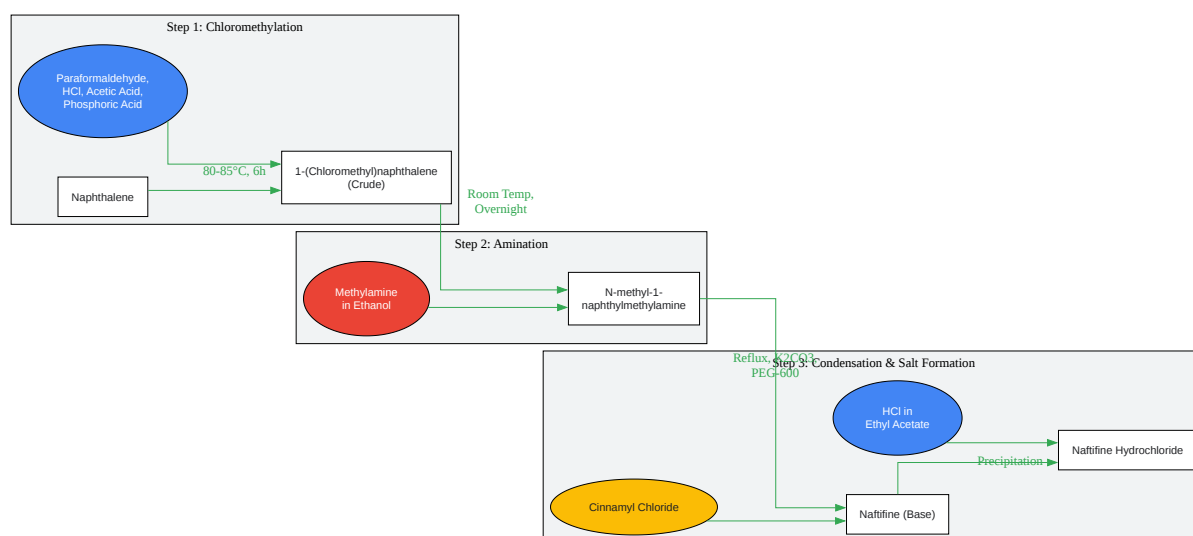 Step 1: Chloromethylation
Paraformaldehyde,
HCl, Acetic Acid,
Phosphoric Acid
80-85°C, 6h
1-(Chloromethyl)naphthalene
(Crude)
Naphthalene
Room Temp,
Overnight
Step 2: Amination
Methylamine
in Ethanol
N-methyl-1-
naphthylmethylamine
Reflux, K2CO3,
PEG-600
Step 3: Condensation & Salt Formation
HCl in
Ethyl Acetate
Naftifine Hydrochloride
Precipitation
Cinnamyl Chloride
Naftifine (Base)